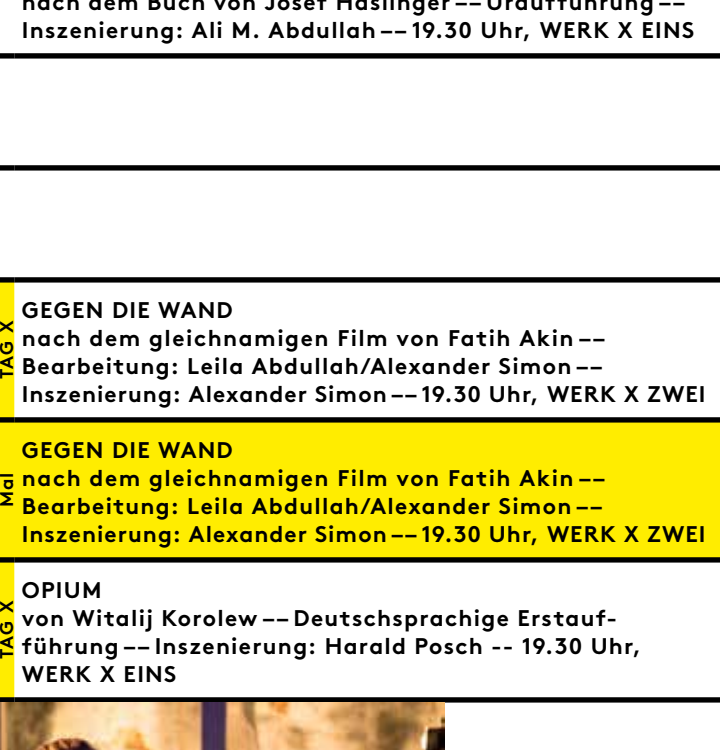 nach dem Buch von Josef Haslinger –– Uraufführung ––
Inszenierung: Ali M. Abdullah –– 19.30 Uhr, WERK X EINS
TAG X
GEGEN DIE WAND
nach dem gleichnamigen Film von Fatih Akin ––
Bearbeitung: Leila Abdullah/Alexander Simon ––
Inszenierung: Alexander Simon –– 19.30 Uhr, WERK X ZWEI
Mal
GEGEN DIE WAND
nach dem gleichnamigen Film von Fatih Akin ––
Bearbeitung: Leila Abdullah/Alexander Simon ––
Inszenierung: Alexander Simon –– 19.30 Uhr, WERK X ZWEI
TAG X
OPIUM
von Witalij Korolew –– Deutschsprachige Erstauf-
führung –– Inszenierung: Harald Posch -- 19.30 Uhr,
WERK X EINS